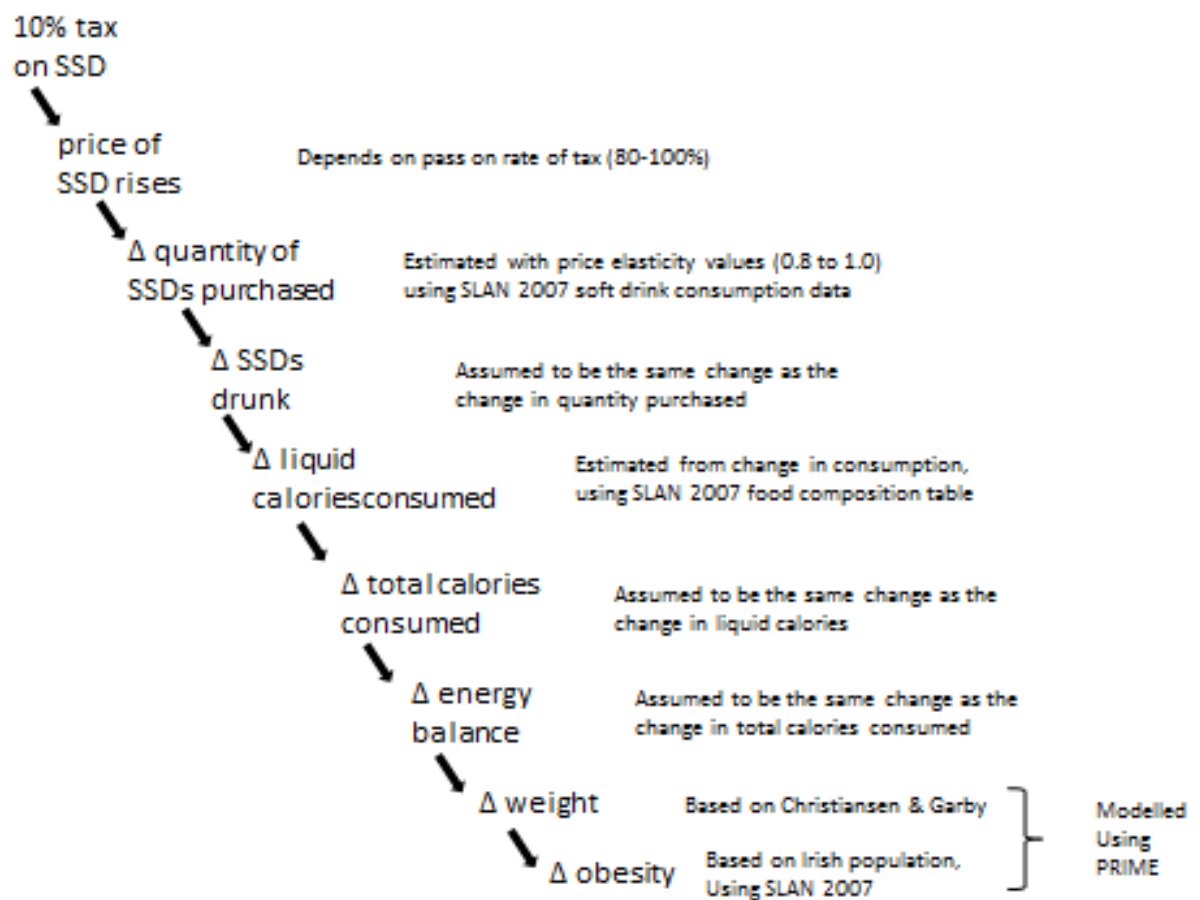 10% tax
on SSD
price of
SSD rises
Depends on pass on rate of tax (80-100%)
Δ quantity of
SSDs purchased
Estimated with price elasticity values (0.8 to 1.0)
using SLAN 2007 soft drink consumption data
Δ SSDs
drunk
Assumed to be the same change as the
change in quantity purchased
Δ liquid
caloriesconsumed
Estimated from change in consumption,
using SLAN 2007 food composition table
Δ total calories
consumed
Assumed to be the same change as the
change in liquid calories
Δ energy
balance
Assumed to be the same change as the
change in total calories consumed
Δ weight
Based on Christiansen & Garby
Δ obesity
Based on Irish population,
Using SLAN 2007
Modelled
Using
PRIME